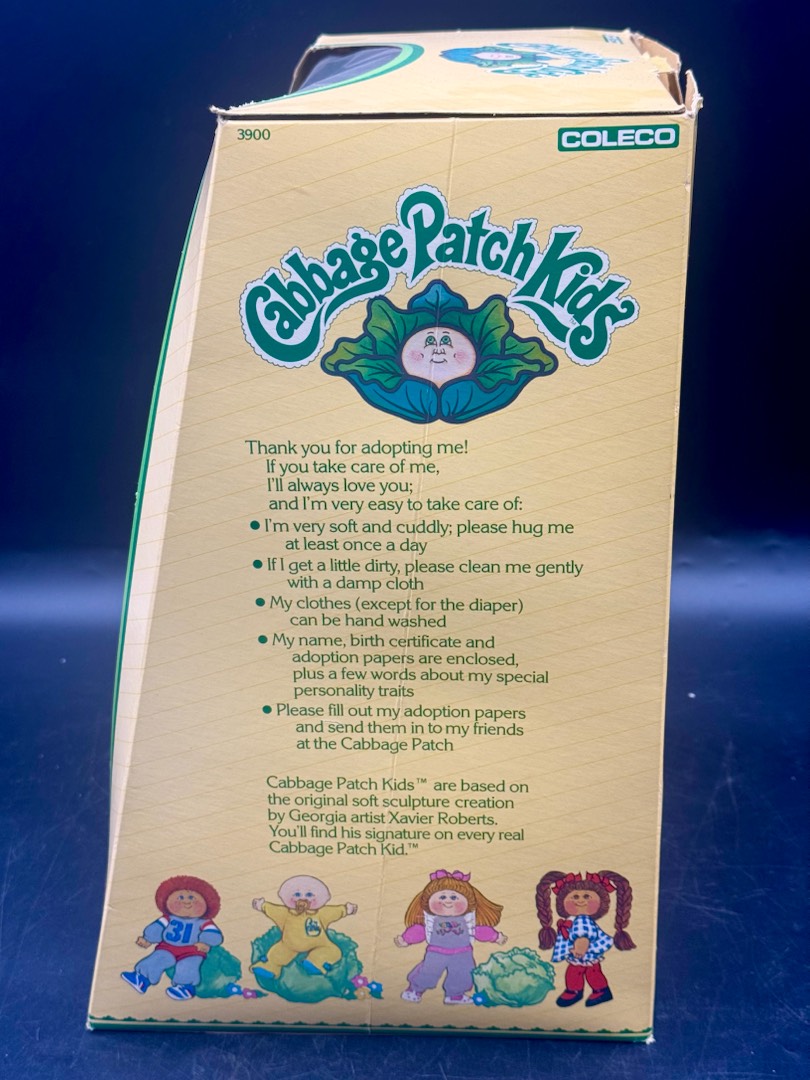 3900
COLECO
Cabbage Patch Kids™
Thank you for adopting me!
If you take care of me,
I'll always love you;
and I'm very easy to take care of:
● I'm very soft and cuddly; please hug me
at least once a day
● If I get a little dirty, please clean me gently
with a damp cloth
● My clothes (except for the diaper)
can be hand washed
● My name, birth certificate and
adoption papers are enclosed,
plus a few words about my special
personality traits
● Please fill out my adoption papers
and send them in to my friends
at the Cabbage Patch
Cabbage Patch Kids™ are based on
the original soft sculpture creation
by Georgia artist Xavier Roberts.
You'll find his signature on every real
Cabbage Patch Kid.™
31